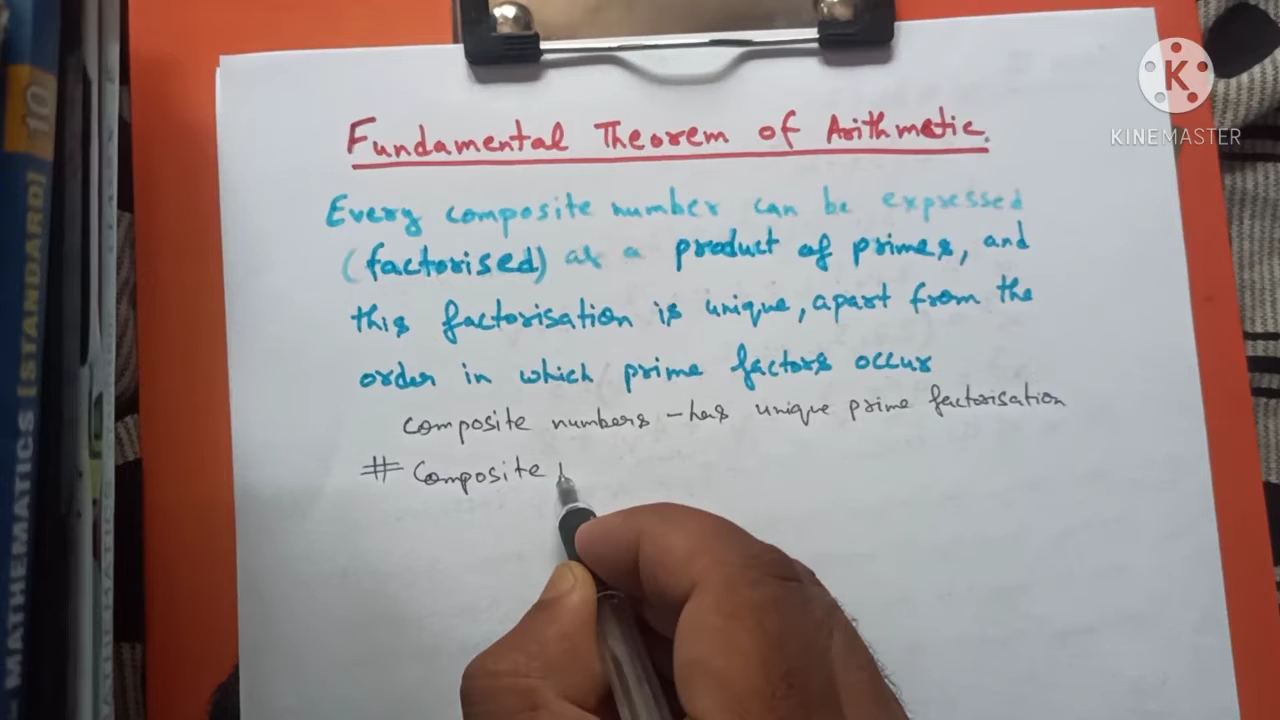 Fundamental Theorem of Arithmetic.
Every composite number can be expressed
(factorised) as a product of primes, and
this factorisation is unique, apart from the
order in which prime factors occur
composite numbers - has unique prime factorisation
# Composite
K
KINEMASTER
10
MATHEMATICS [STANDARD]